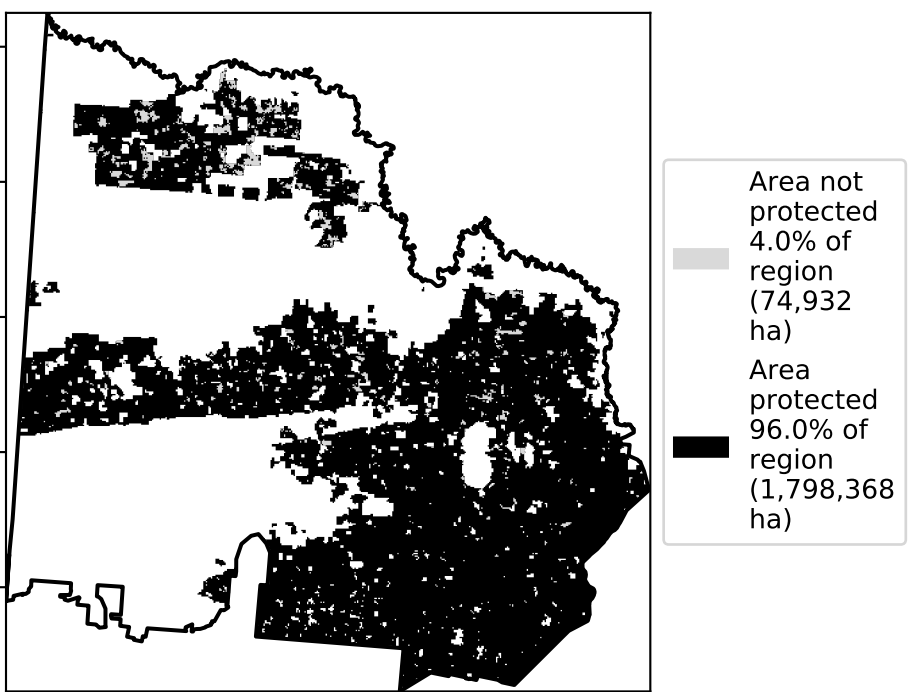 Area not
protected
4.0% of
region
(74,932
ha)
Area
protected
96.0% of
region
(1,798,368
ha)